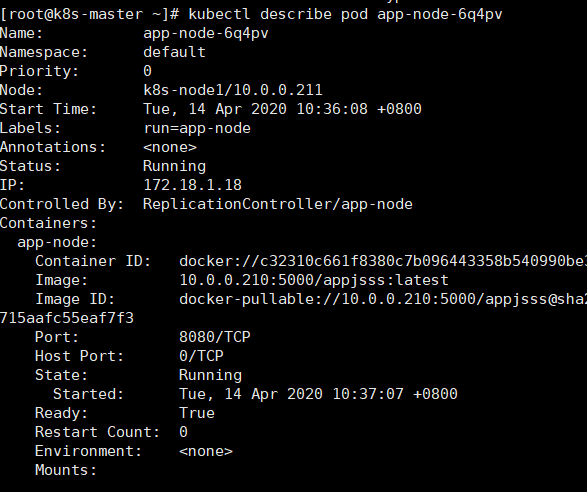 [root@k8s-master ~]# kubectl describe pod app-node-6q4pv
Name:           app-node-6q4pv
Namespace:      default
Priority:       0
Node:           k8s-node1/10.0.0.211
Start Time:     Tue, 14 Apr 2020 10:36:08 +0800
Labels:         run=app-node
Annotations:    <none>
Status:         Running
IP:             172.18.1.18
Controlled By:  ReplicationController/app-node
Containers:
  app-node:
    Container ID:   docker://c32310c661f8380c7b096443358b540990be3
    Image:          10.0.0.210:5000/appjsss:latest
    Image ID:       docker-pullable://10.0.0.210:5000/appjsss@sha2
715aafc55eaf7f3
    Port:           8080/TCP
    Host Port:      0/TCP
    State:          Running
      Started:      Tue, 14 Apr 2020 10:37:07 +0800
    Ready:          True
    Restart Count:  0
    Environment:    <none>
    Mounts: